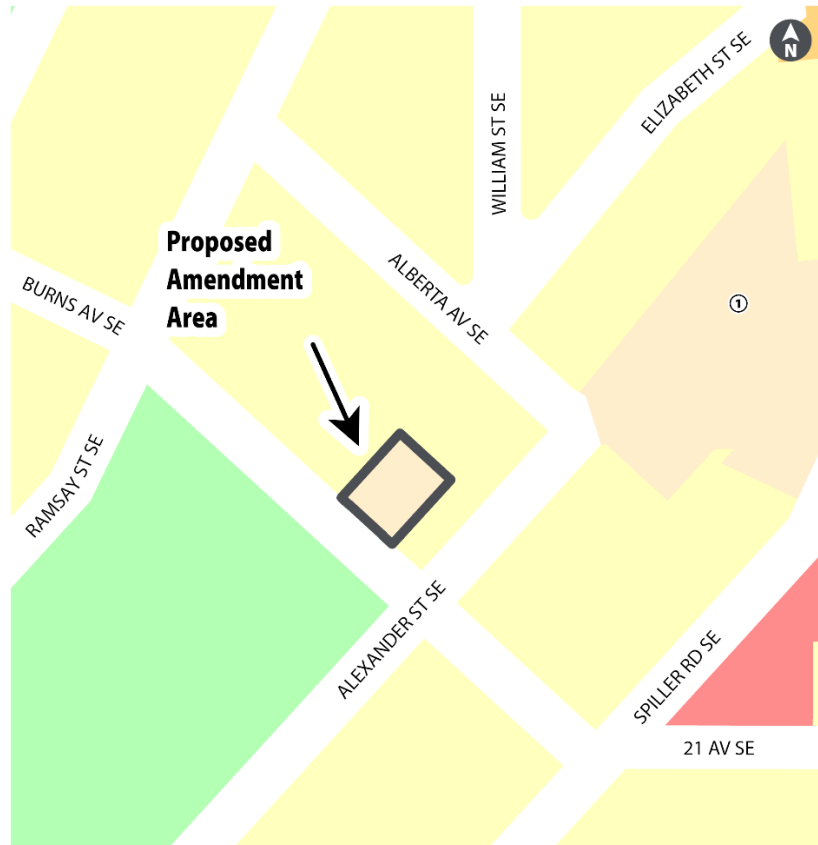 N
ELIZABETH ST SE
WILLIAM ST SE
Proposed
Amendment
Area
ALBERTA AV SE
BURNS AV SE
1
RAMSAY ST SE
ALEXANDER ST SE
SPILLER RD SE
21 AV SE